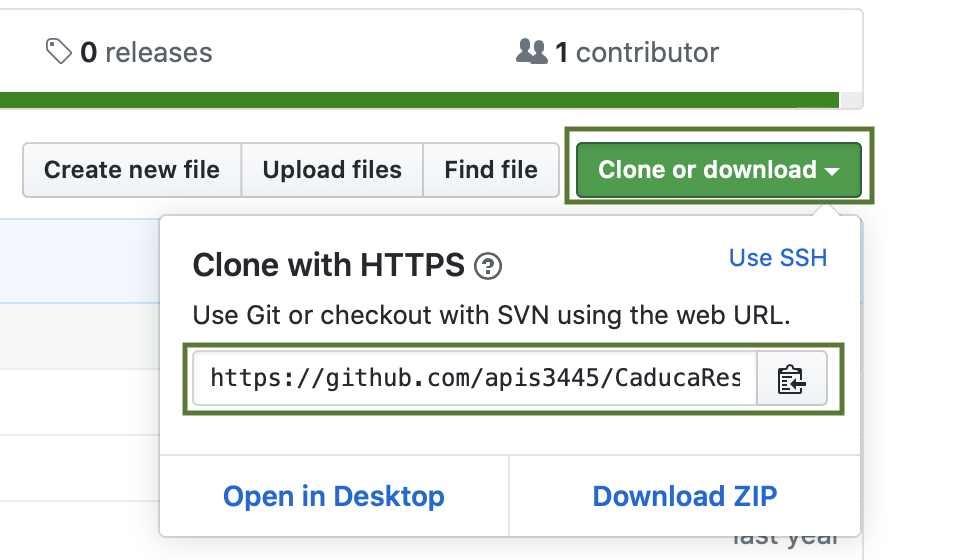 0 releases
1 contributor
Create new file
Upload files
Find file
Clone or download
Clone with HTTPS
Use SSH
Use Git or checkout with SVN using the web URL.
https://github.com/apis3445/CaducaRes
Open in Desktop
Download ZIP
last year